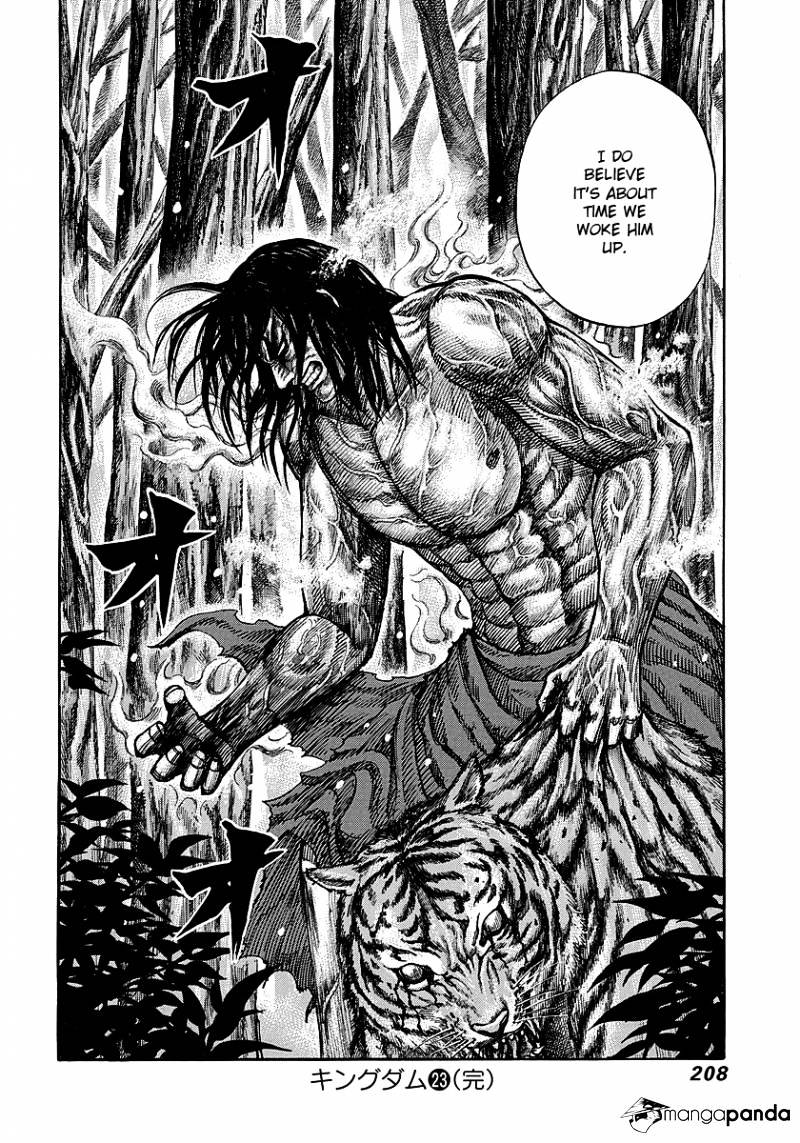 I DO
BELIEVE
IT'S ABOUT
TIME WE
WOKE HIM
UP.
オ
オ
オ
キングダム㉓(完)
208
mangapanda